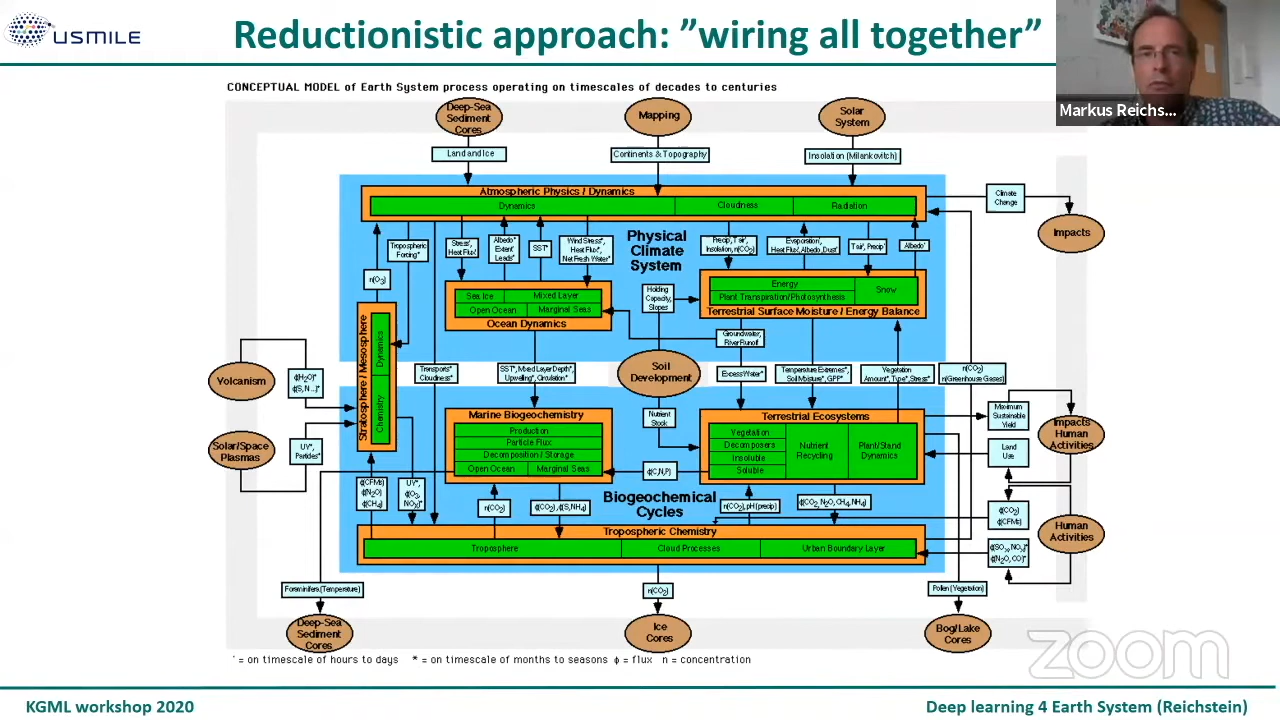 USMILE
Reductionistic approach: ”wiring all together”
Markus Reichs...
CONCEPTUAL MODEL of Earth System process operating on timescales of decades to centuries
Deep-Sea
Sediment
Cores
Mapping
Solar
System
Land and Ice
Continents & Topography
Insolation (Milankovitch)
Atmospheric Physics / Dynamics
Dynamics
Cloudness
Radiation
Climate
Change
Impacts
Tropospheric
Forcing*
Stress',
Heat Flux'
Albedo*
Extent'
Leads*
SST*
Wind Stress*,
Heat Flux',
Net Fresh Water*
Physical
Climate
System
Precip', T air',
Insolation, n(CO2)
Evaporation',
Heat Flux', Albedo, Dust'
T air', Precip'
Albedo'
n(O3)
Sea Ice
Mixed Layer
Open Ocean
Marginal Seas
Ocean Dynamics
Holding
Capacity,
Slopes
Energy
Plant Transpiration/Photosynthesis
Snow
Terrestrial Surface Moisture / Energy Balance
Groundwater,
River Runoff
Stratosphere / Mesosphere
Dynamics
Chemistry
Volcanism
ϕ(H2O)*
ϕ(S, N...)*
Transports*
Cloudness*
SST*, Mixed Layer Depth*,
Upwelling*, Circulation*
Soil
Development
Excess Water*
Temperature Extremes*,
Soil Moisture*, GPP*
Vegetation
Amount*, Type*, Stress*
n(CO2)
n(Greenhouse Gases)
Solar/Space
Plasmas
UV*,
Particles*
Marine Biogeochemistry
Production
Particle Flux
Decomposition / Storage
Open Ocean
Marginal Seas
Nutrient
Stock
Terrestrial Ecosystems
Vegetation
Decomposers
Insoluble
Soluble
Nutrient
Recycling
Plant/Stand
Dynamics
Maximum
Sustainable
Yield
Impacts
Human
Activities
Land
Use
ϕ(C,N,P)
ϕ(CFMs)
ϕ(N2O)
ϕ(CH4)
UV*,
ϕ(O3,
NO2)*
n(CO2)
ϕ(CO2), ϕ(S,NH4)
Biogeochemical
Cycles
n(CO2), pH(precip)
ϕ(CO2, N2O, CH4, NH4)
ϕ(CO2)
ϕ(CFMs)
Human
Activities
Tropospheric Chemistry
Troposphere
Cloud Processes
Urban Boundary Layer
ϕ(SOx, NOx)*
ϕ(N2O, CO)*
Foraminifera (Temperature)
n(CO2)
Pollen (Vegetation)
Deep-Sea
Sediment
Cores
Ice
Cores
Bog/Lake
Cores
' = on timescale of hours to days * = on timescale of months to seasons ϕ = flux n = concentration
zoom
KGML workshop 2020
Deep learning 4 Earth System (Reichstein)